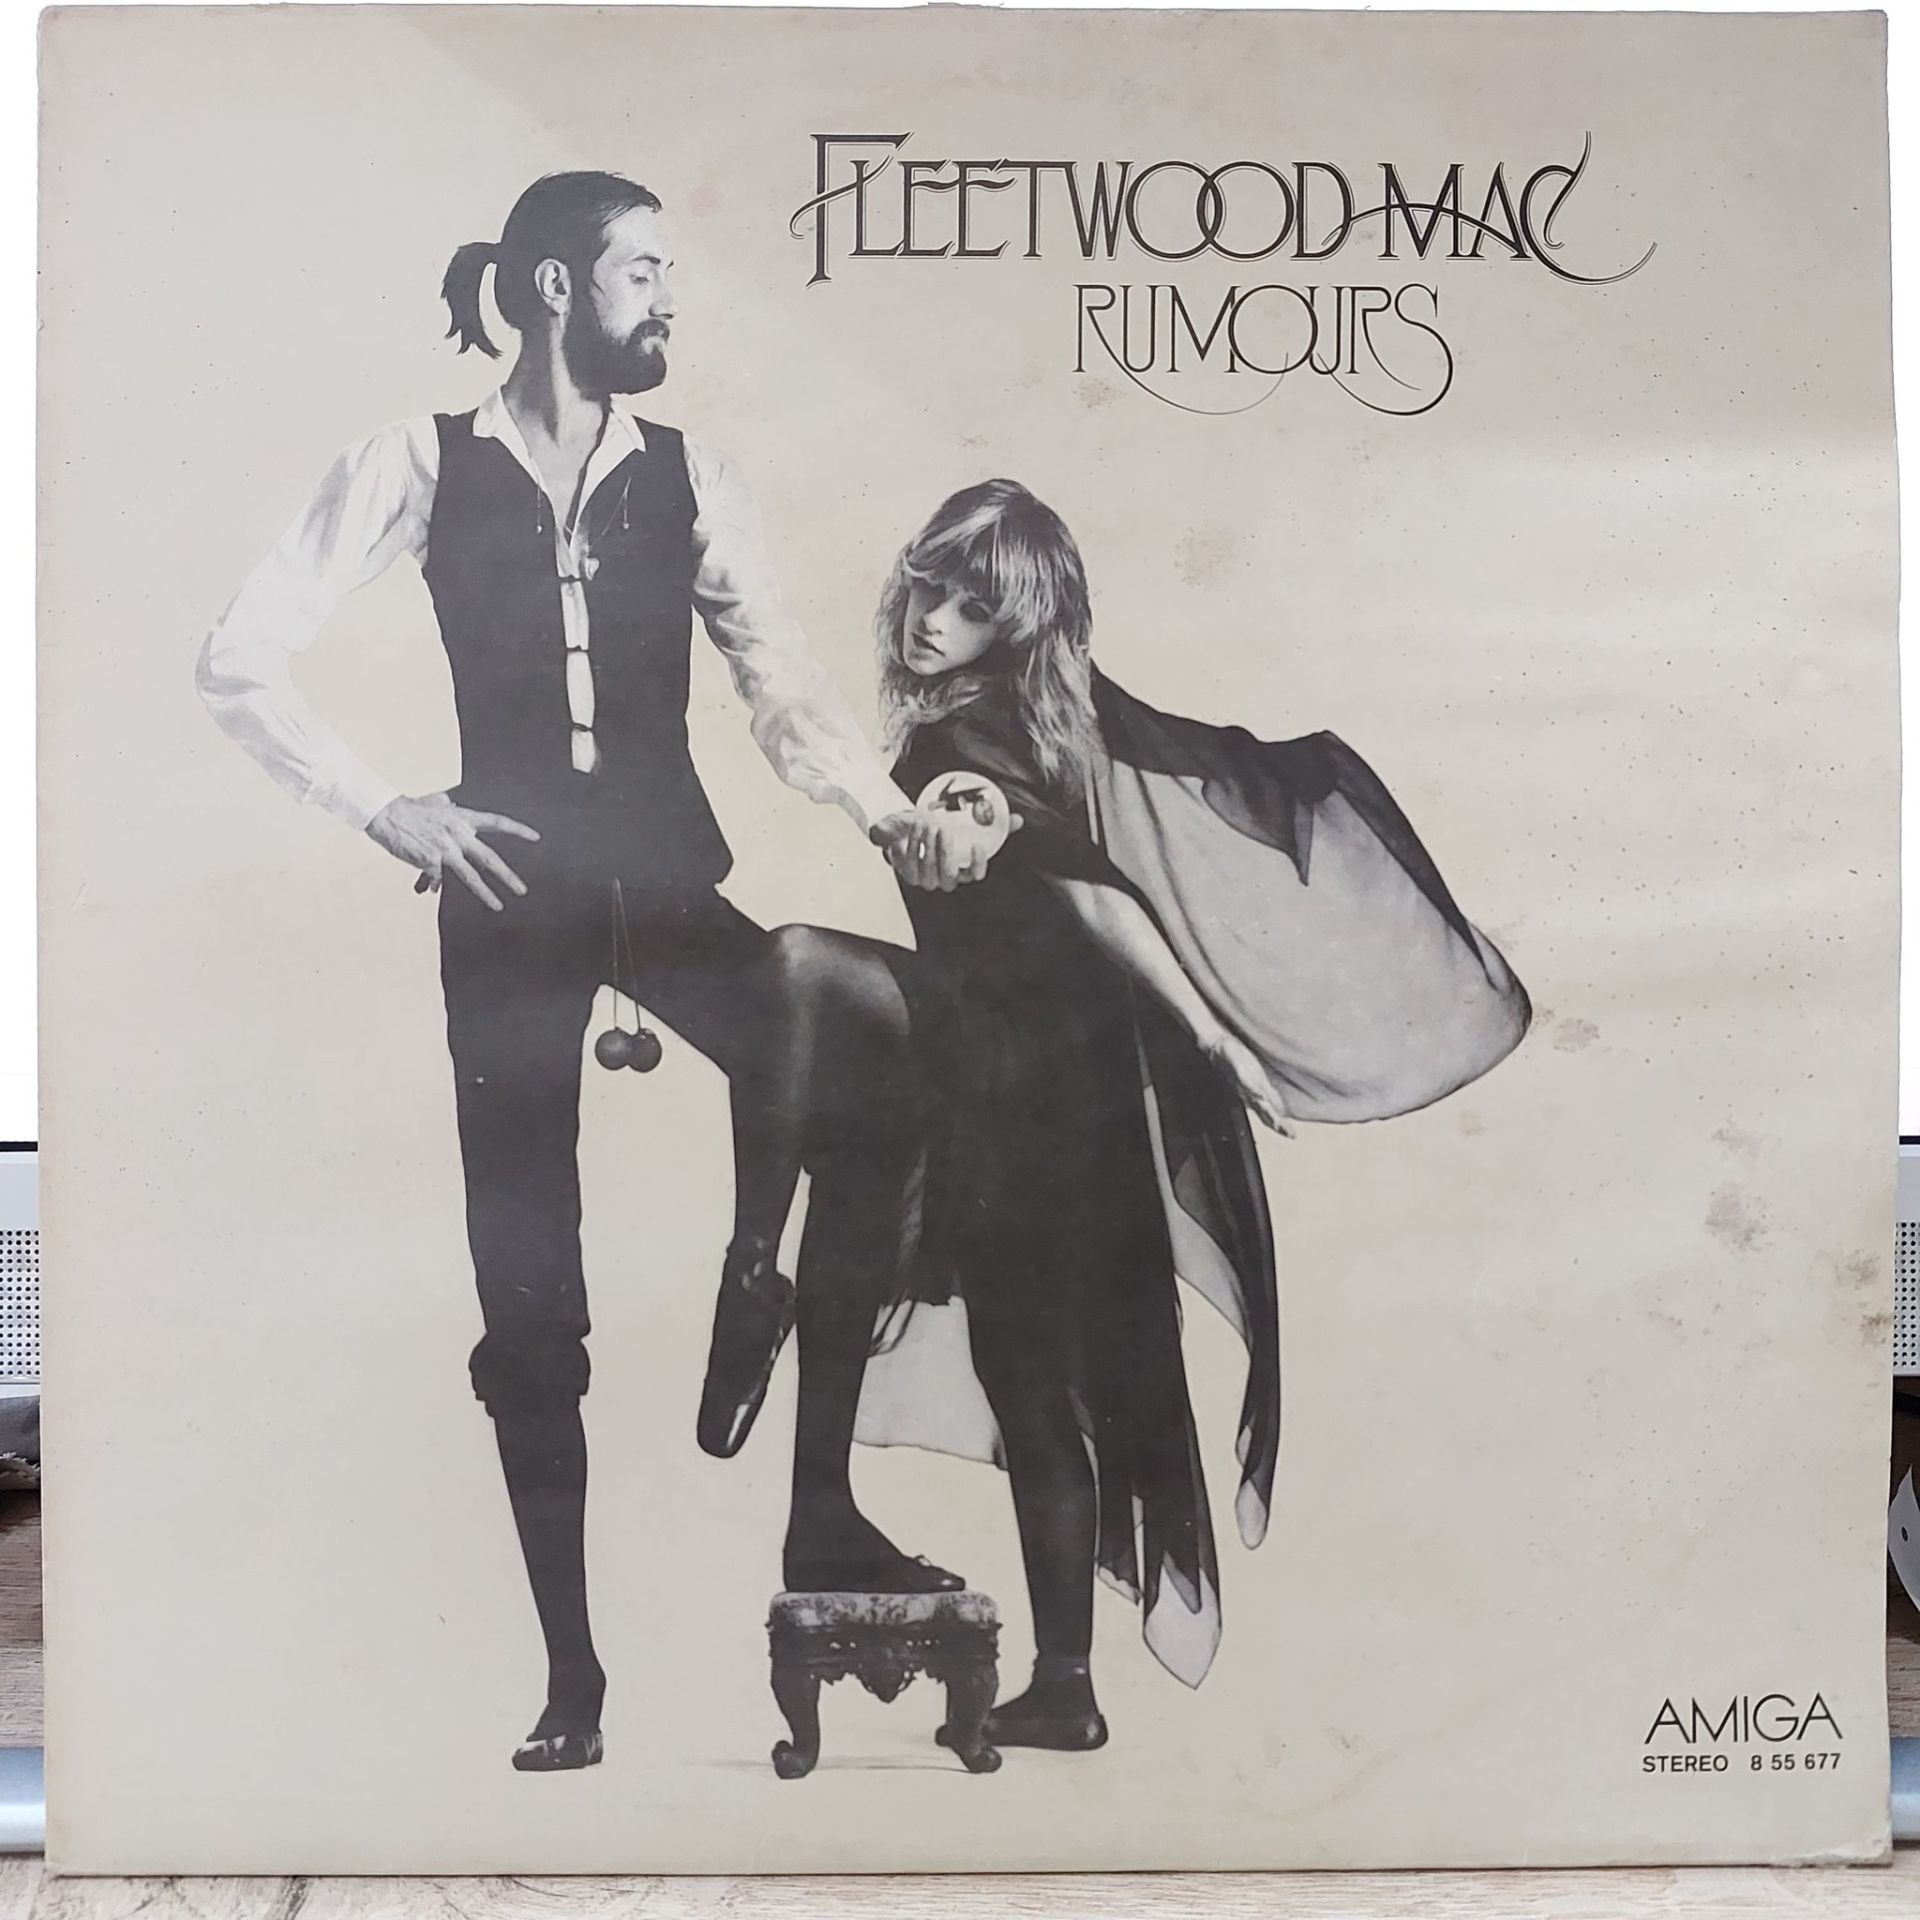 FLEETWOOD MAC
RUMOURS
AMIGA
STEREO 8 55 677